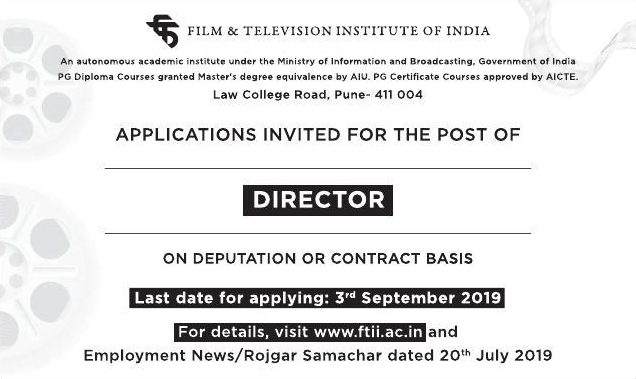 FILM & TELEVISION INSTITUTE OF INDIA
An autonomous academic institute under the Ministry of Information and Broadcasting, Government of India
PG Diploma Courses granted Master's degree equivalence by AIU. PG Certificate Courses approved by AICTE.
Law College Road, Pune- 411 004
APPLICATIONS INVITED FOR THE POST OF
DIRECTOR
ON DEPUTATION OR CONTRACT BASIS
Last date for applying: 3rd September 2019
For details, visit www.ftii.ac.in and
Employment News/Rojgar Samachar dated 20th July 2019